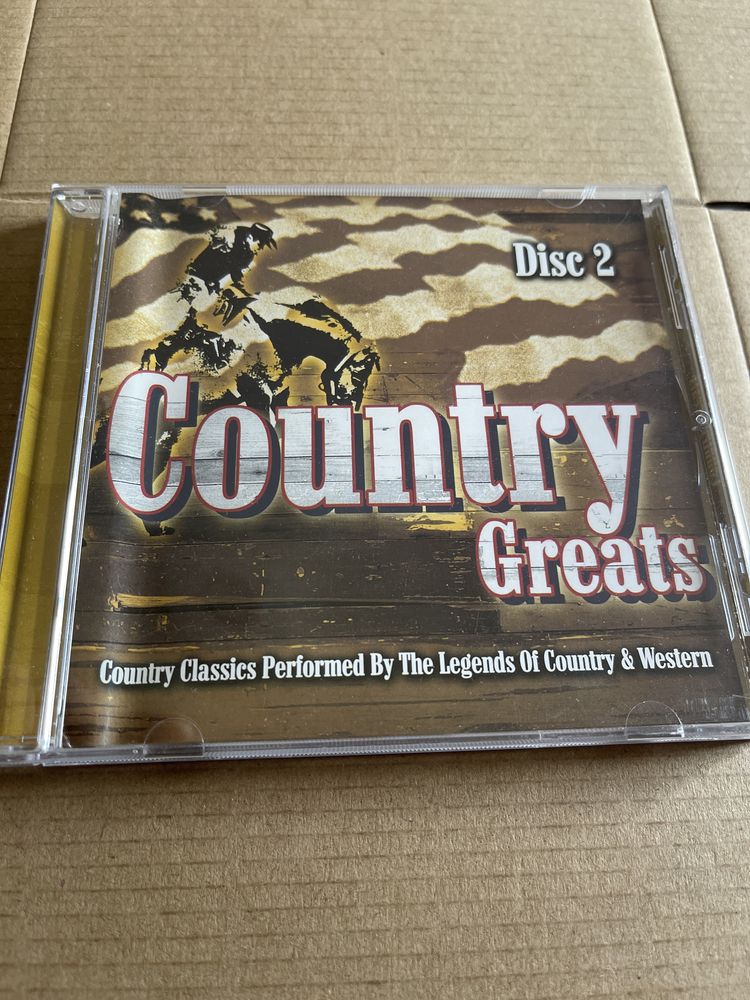 Disc 2
Country
Greats
Country Classics Performed By The Legends Of Country & Western